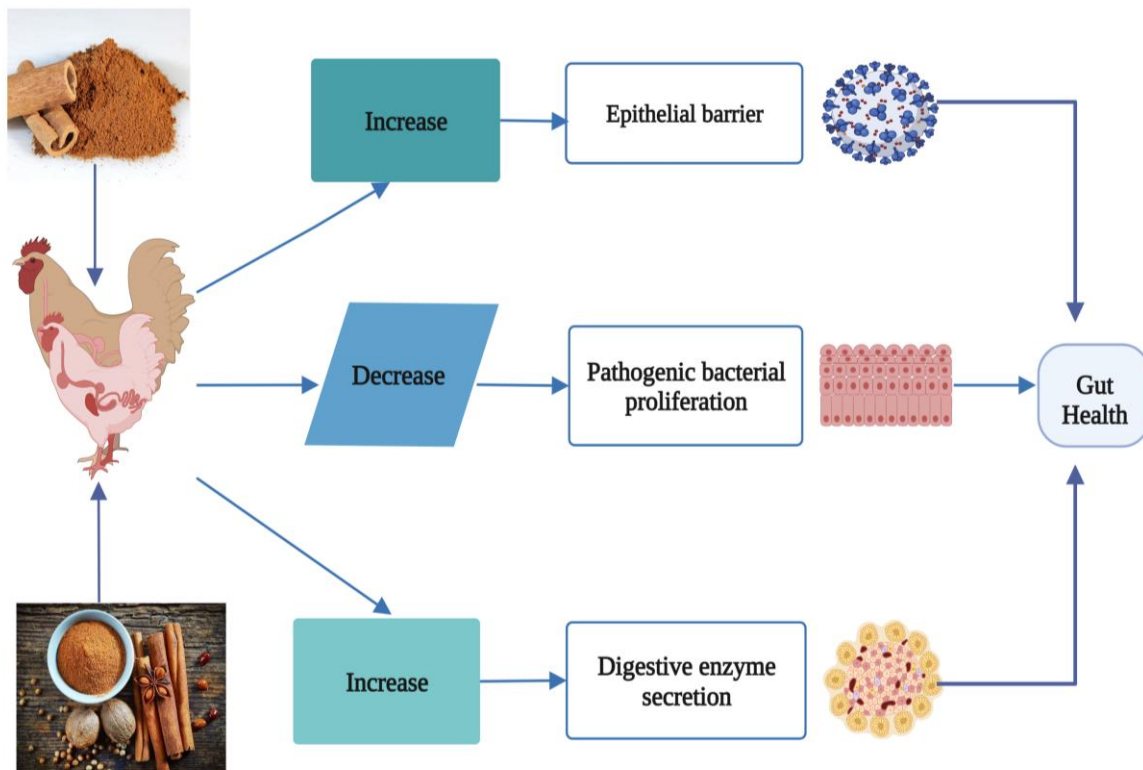 Increase
Epithelial barrier
Decrease
Pathogenic bacterial
proliferation
Gut
Health
Increase
Digestive enzyme
secretion